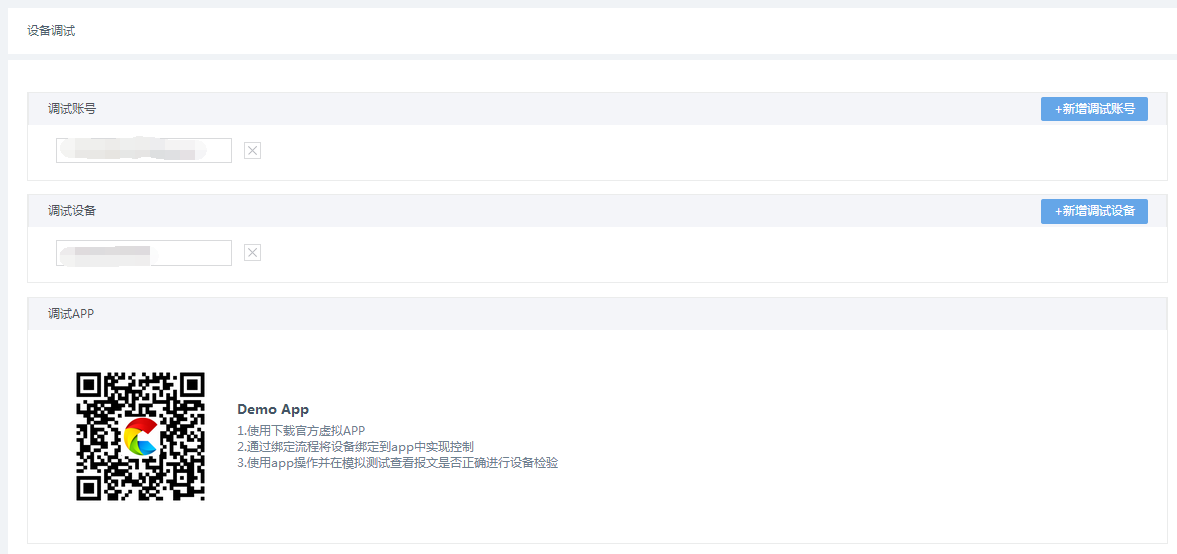 设备调试
调试账号
+新增调试账号
调试设备
+新增调试设备
调试APP
Demo App
1.使用下载官方虚拟APP
2.通过绑定流程将设备绑定到app中实现控制
3.使用app操作并在模拟测试查看报文是否正确进行设备检验